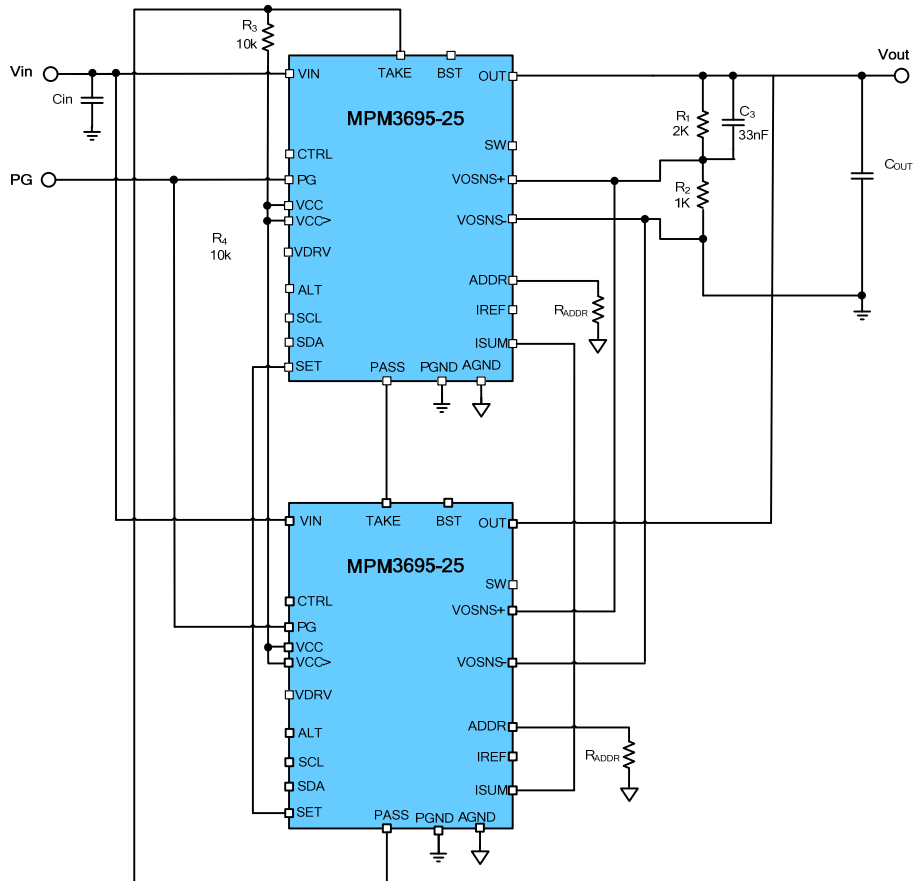 R3
10k
Vin
Cin
VIN
TAKE
BST
OUT
Vout
MPM3695-25
R1
2K
C3
33nF
SW
CTRL
PG
PG
VOSNS+
R2
1K
COUT
VCC
VCC>
VOSNS-
R4
10k
VDRV
ADDR
ALT
IREF
RADDR
SCL
SDA
ISUM
SET
PASS
PGND
AGND
VIN
TAKE
BST
OUT
MPM3695-25
SW
CTRL
VOSNS+
PG
VCC
VCC>
VOSNS-
VDRV
ADDR
ALT
IREF
RADDR
SCL
SDA
ISUM
SET
PASS
PGND
AGND